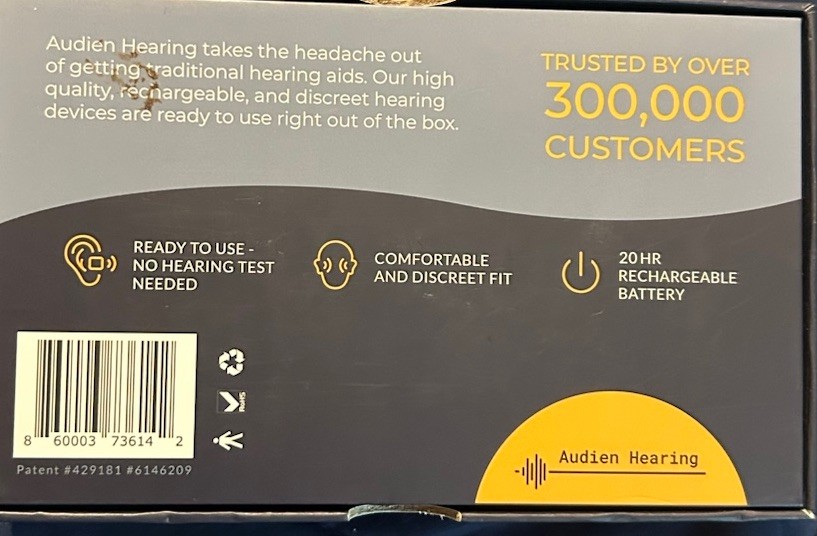 Audien Hearing takes the headache out
of getting traditional hearing aids. Our high
quality, rechargeable, and discreet hearing
devices are ready to use right out of the box.
TRUSTED BY OVER
300,000
CUSTOMERS
READY TO USE -
NO HEARING TEST
NEEDED
COMFORTABLE
AND DISCREET FIT
20 HR
RECHARGEABLE
BATTERY
8 60003 73614 2
RoHS
Patent #429181 #6146209
Audien Hearing